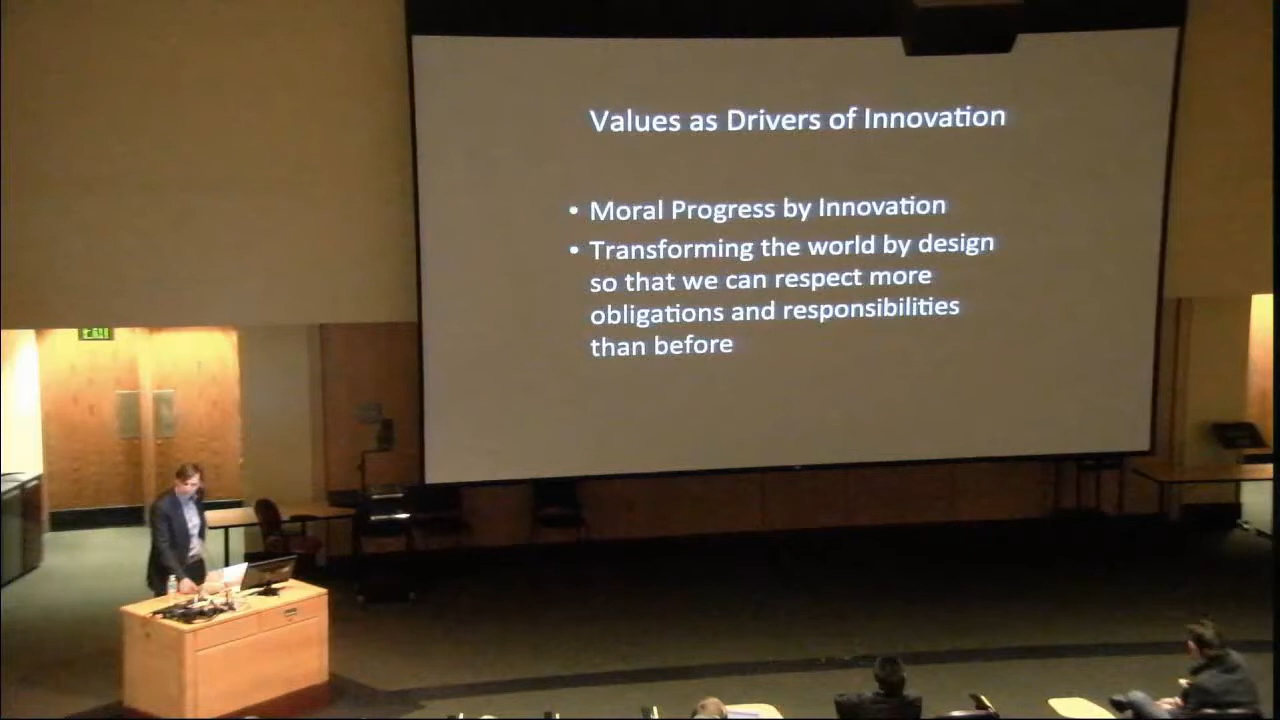 Values as Drivers of Innovation
• Moral Progress by Innovation
• Transforming the world by design
so that we can respect more
obligations and responsibilities
than before
EXIT